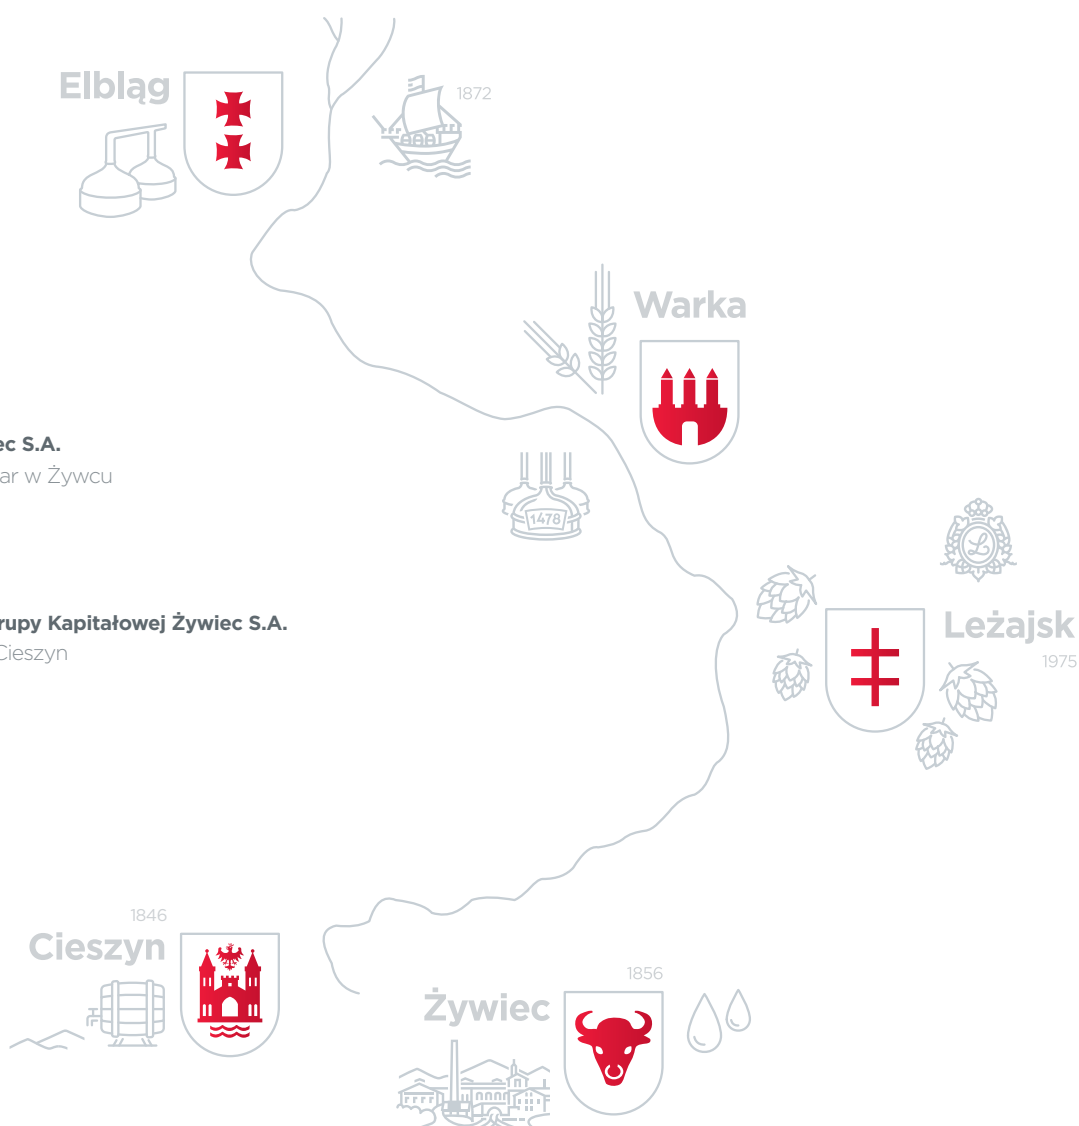 Elbląg
1872
Warka
ec S.A.
ar w Żywcu
1478
L
Leżajsk
1975
rupy Kapitałowej Żywiec S.A.
Cieszyn
1846
Cieszyn
1856
Żywiec